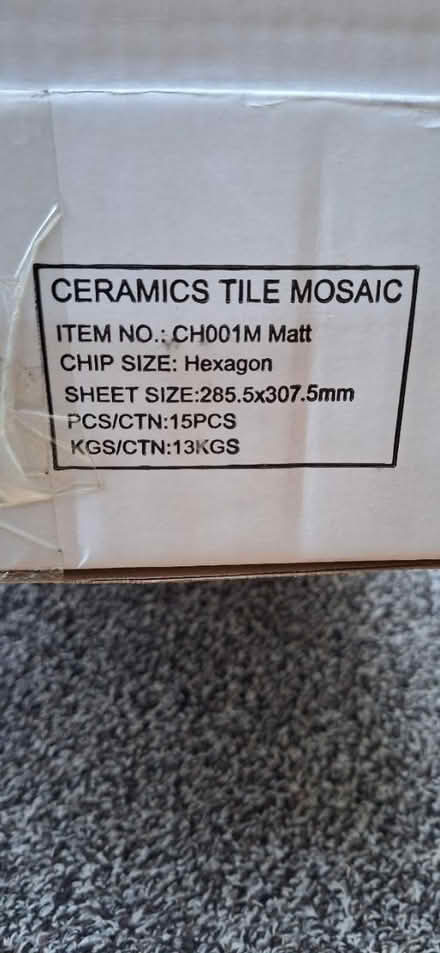 CERAMICS TILE MOSAIC
ITEM NO.: CH001M Matt
CHIP SIZE: Hexagon
SHEET SIZE:285.5x307.5mm
PCS/CTN:15PCS
KGS/CTN:13KGS